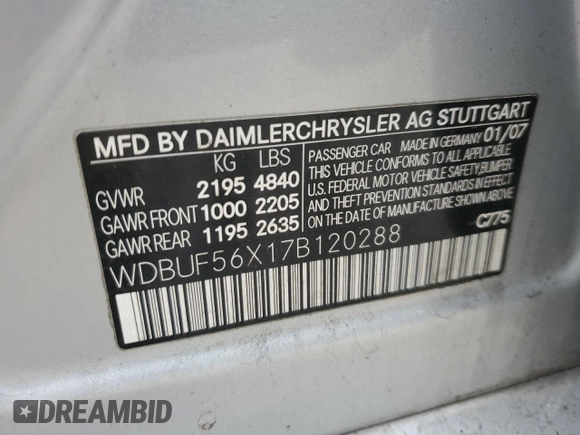 MFD BY DAIMLERCHRYSLER AG STUTTGART
KG LBS
GVWR 2195 4840
GAWR FRONT 1000 2205
GAWR REAR 1195 2635
PASSENGER CAR MADE IN GERMANY 01/07
THIS VEHICLE CONFORMS TO ALL APPLICABLE
U.S. FEDERAL MOTOR VEHICLE SAFETY, BUMPER
AND THEFT PREVENTION STANDARDS IN EFFECT
ON THE DATE OF MANUFACTURE SHOWN ABOVE.
C775
WDBUF56X17B120288
DREAMBID